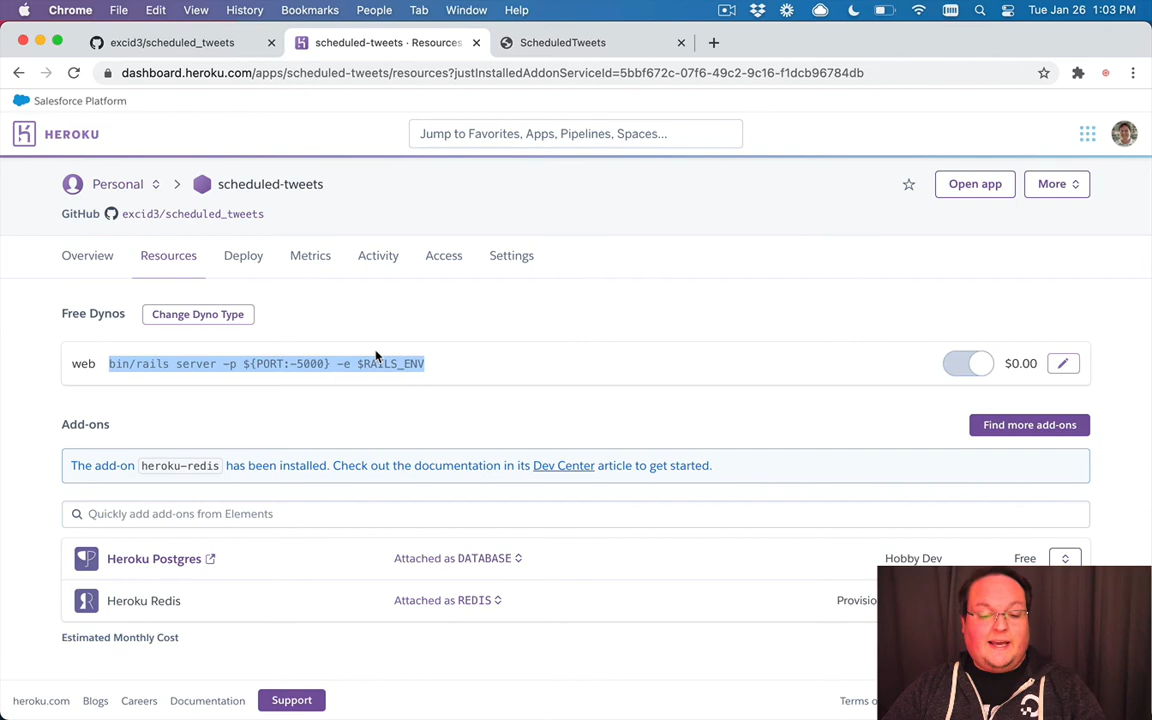 Chrome File Edit View History Bookmarks People Tab Window Help Tue Jan 26 1:03 PM
excid3/scheduled_tweets scheduled-tweets · Resources ScheduledTweets
dashboard.heroku.com/apps/scheduled-tweets/resources?justInstalledAddonServiceId=5bbf672c-07f6-49c2-9c16-f1dcb96784db
Salesforce Platform
HEROKU Jump to Favorites, Apps, Pipelines, Spaces...
Personal scheduled-tweets Open app More
GitHub excid3/scheduled_tweets
Overview Resources Deploy Metrics Activity Access Settings
Free Dynos Change Dyno Type
web bin/rails server -p ${PORT:-5000} -e $RAILS_ENV $0.00
Add-ons Find more add-ons
The add-on heroku-redis has been installed. Check out the documentation in its Dev Center article to get started.
Quickly add add-ons from Elements
Heroku Postgres Attached as DATABASE Hobby Dev Free
Heroku Redis Attached as REDIS Provisio
Estimated Monthly Cost
heroku.com Blogs Careers Documentation Support Terms o